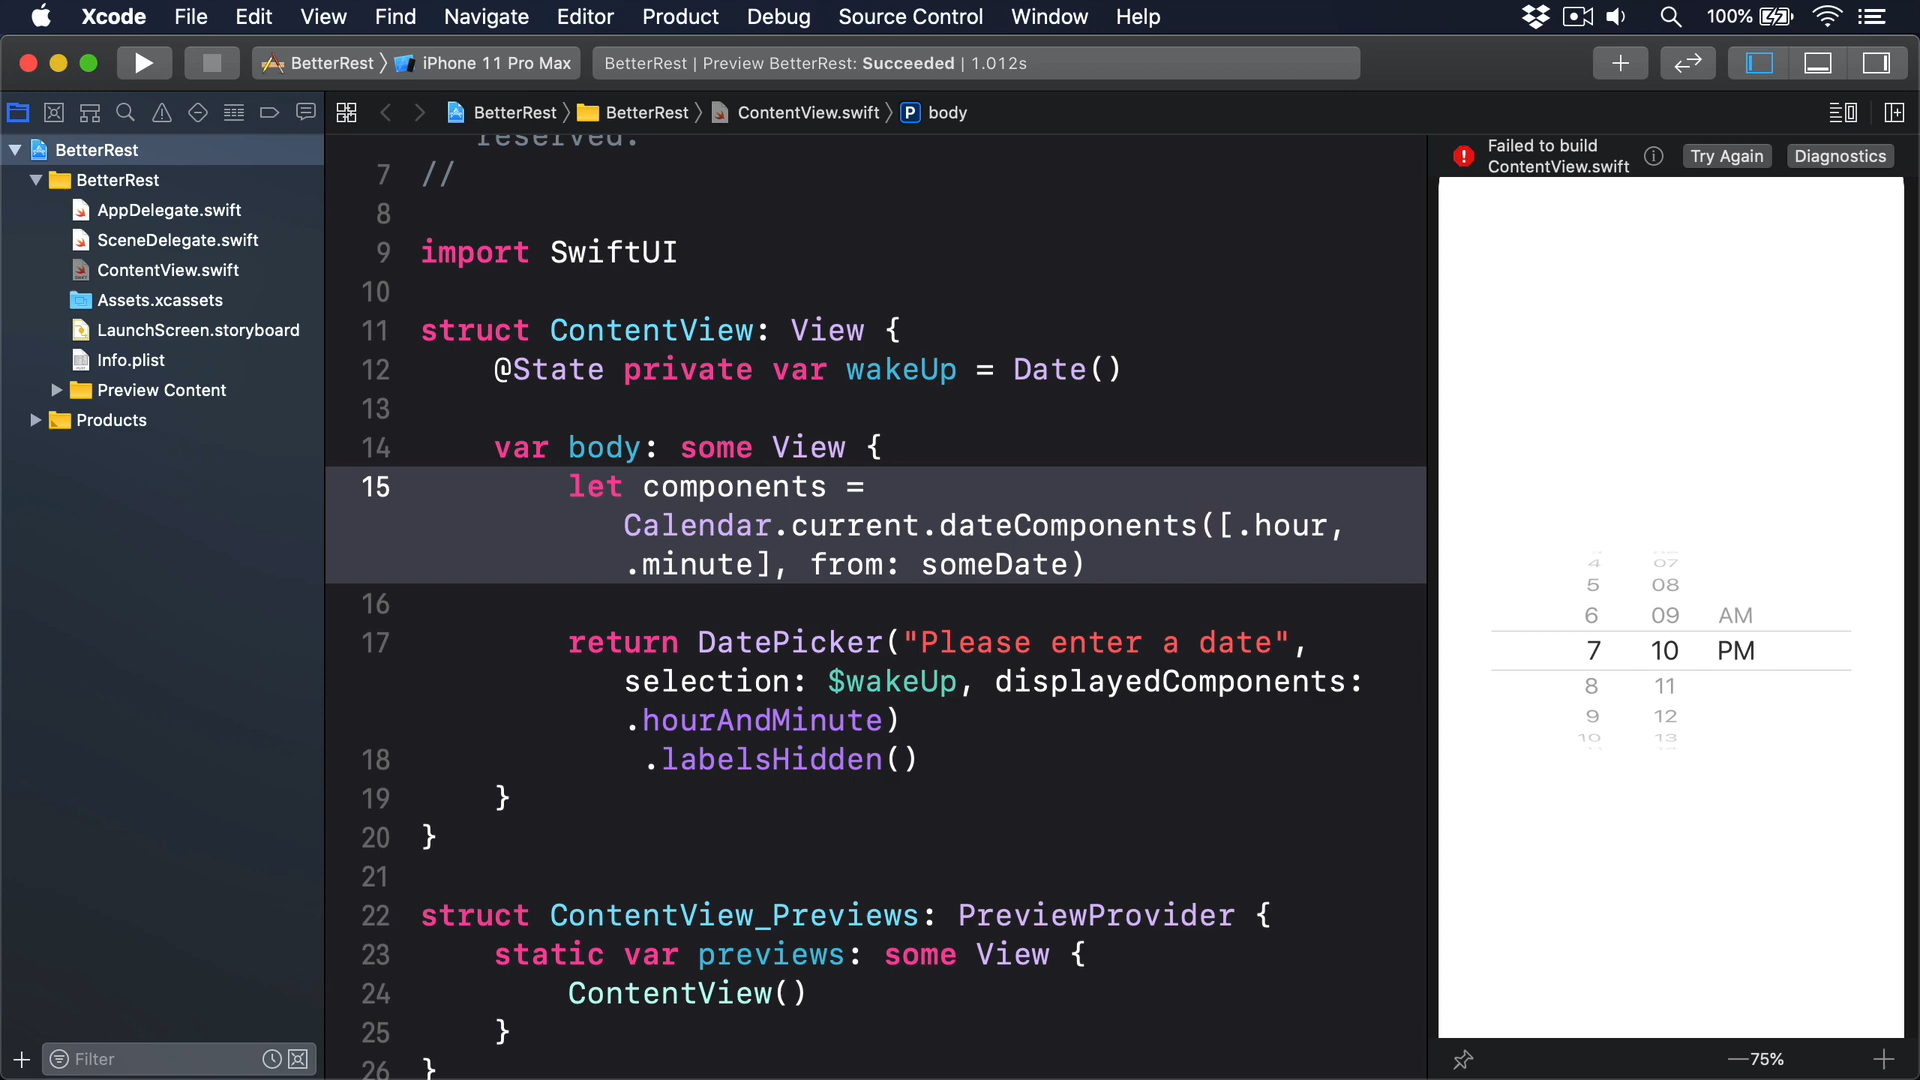 Xcode File Edit View Find Navigate Editor Product Debug Source Control Window Help 100%
BetterRest iPhone 11 Pro Max
BetterRest | Preview BetterRest: Succeeded | 1.012s
BetterRest BetterRest ContentView.swift P body
BetterRest
BetterRest
AppDelegate.swift
SceneDelegate.swift
ContentView.swift
Assets.xcassets
LaunchScreen.storyboard
Info.plist
Preview Content
Products
Filter
reserved.
7 //
8
9 import SwiftUI
10
11 struct ContentView: View {
12 @State private var wakeUp = Date()
13
14 var body: some View {
15 let components =
Calendar.current.dateComponents([.hour,
.minute], from: someDate)
16
17 return DatePicker("Please enter a date",
selection: $wakeUp, displayedComponents:
.hourAndMinute)
18 .labelsHidden()
19 }
20 }
21
22 struct ContentView_Previews: PreviewProvider {
23 static var previews: some View {
24 ContentView()
25 }
26 }
Failed to build
ContentView.swift
Try Again Diagnostics
4 07
5 08
6 09 AM
7 10 PM
8 11
9 12
10 13
75%